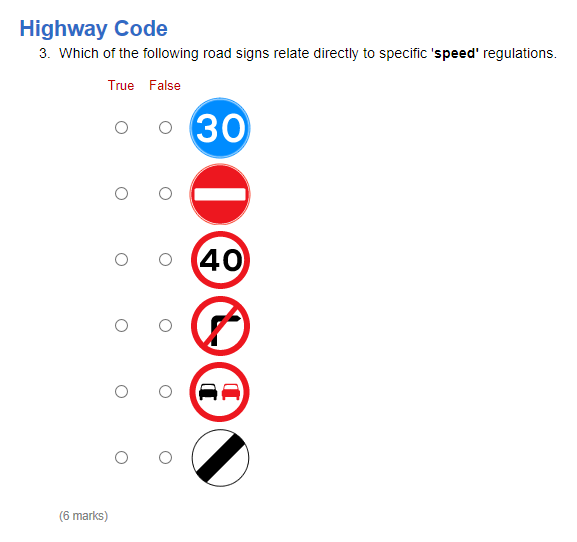 Highway Code
3. Which of the following road signs relate directly to specific 'speed' regulations.
True False
30
40
(6 marks)